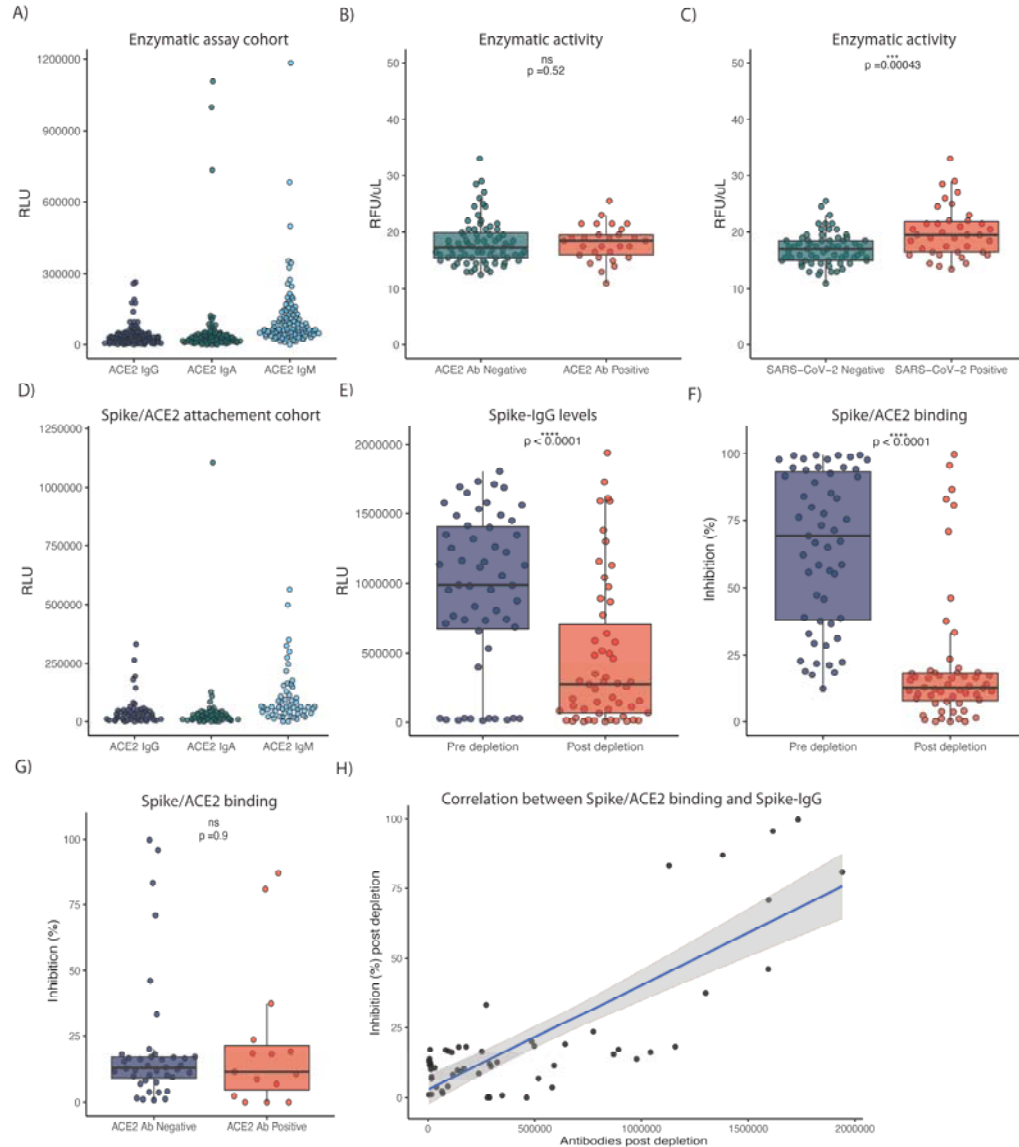 A)
Enzymatic assay cohort
1200000
900000
600000
300000
0
RLU
ACE2 IgG
ACE2 IgA
ACE2 IgM
B)
Enzymatic activity
ns
p =0.52
50
40
30
20
10
0
RFU/uL
ACE2 Ab Negative
ACE2 Ab Positive
C)
Enzymatic activity
***
p =0.00043
50
40
30
20
10
0
RFU/uL
SARS-CoV-2 Negative
SARS-CoV-2 Positive
D)
Spike/ACE2 attachement cohort
1250000
1000000
750000
500000
250000
0
RLU
ACE2 IgG
ACE2 IgA
ACE2 IgM
E)
Spike-IgG levels
****
p < 0.0001
2000000
1500000
1000000
500000
0
RLU
Pre depletion
Post depletion
F)
Spike/ACE2 binding
****
p < 0.0001
100
75
50
25
0
Inhibition (%)
Pre depletion
Post depletion
G)
Spike/ACE2 binding
ns
p =0.9
100
75
50
25
0
Inhibition (%)
ACE2 Ab Negative
ACE2 Ab Positive
H)
Correlation between Spike/ACE2 binding and Spike-IgG
100
75
50
25
0
Inhibition (%) post depletion
0
500000
1000000
1500000
2000000
Antibodies post depletion